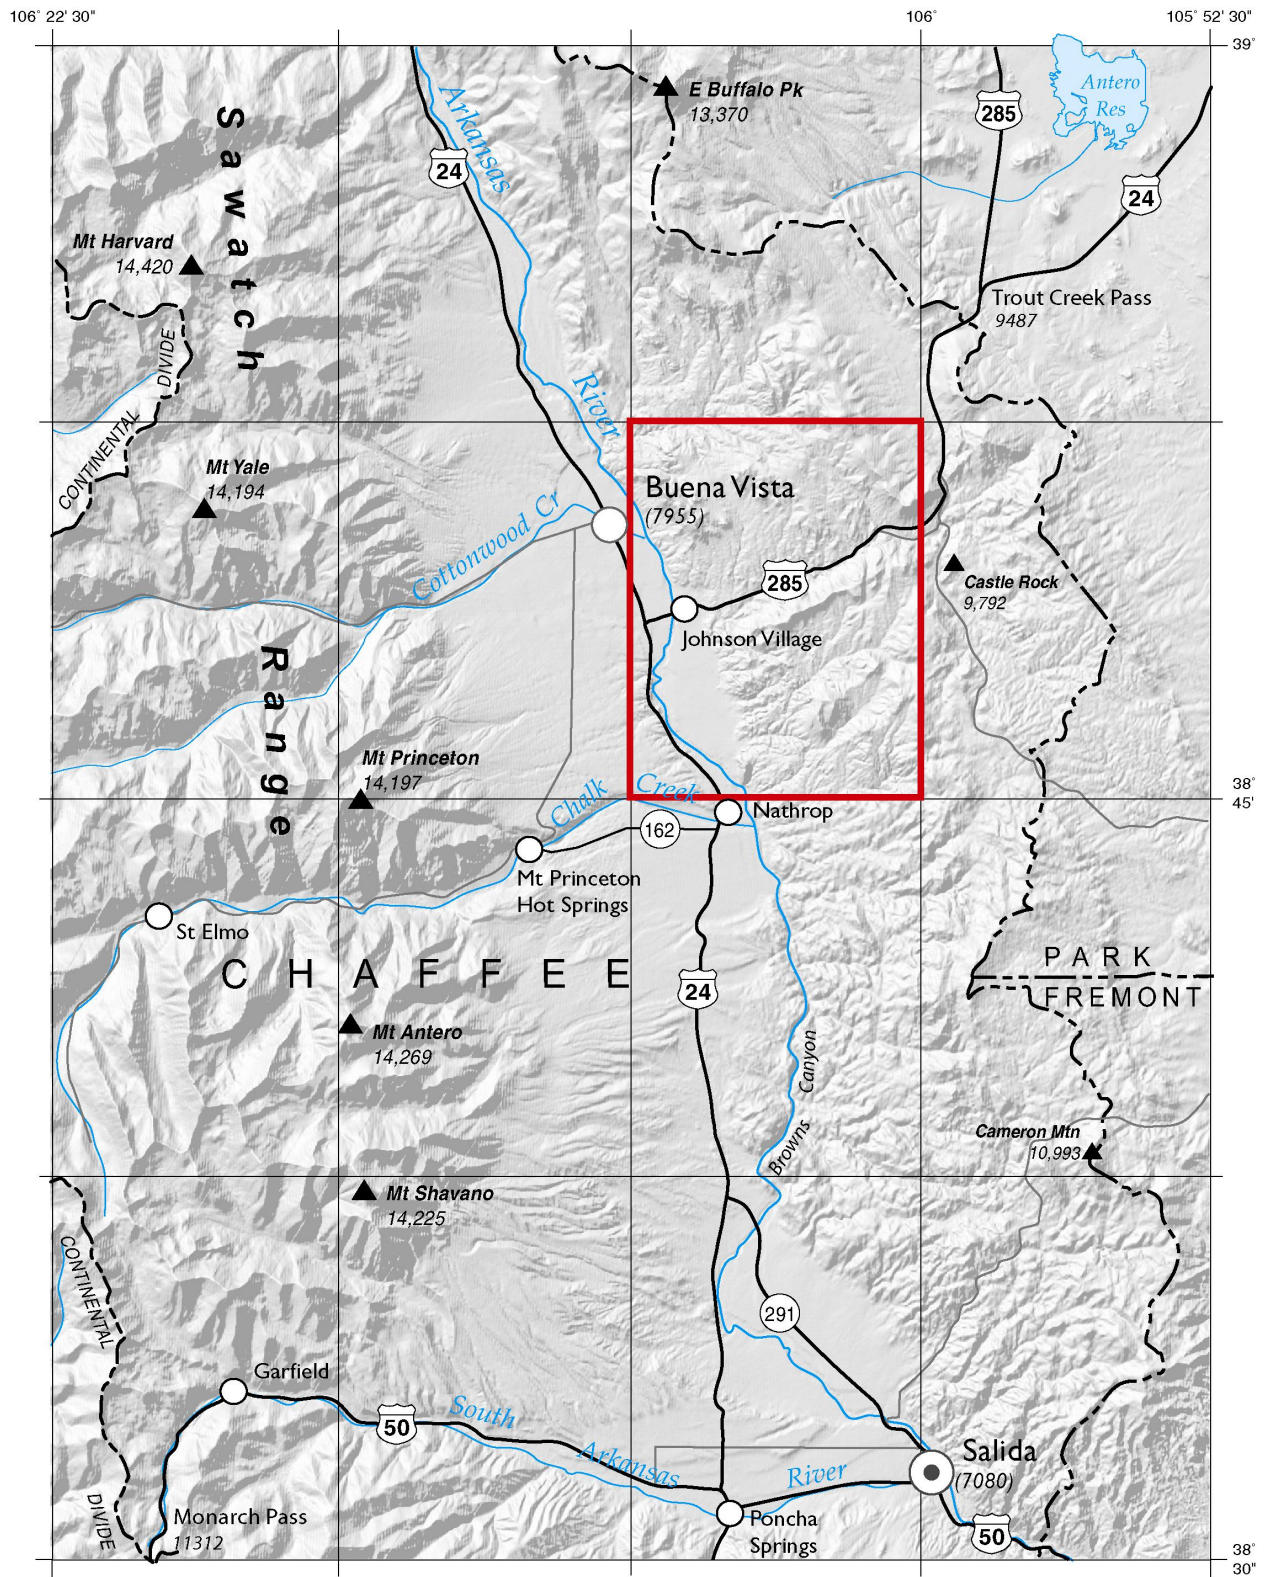 106° 22' 30"
106°
105° 52' 30"
39°
Arkansas
E Buffalo Pk
13,370
285
Antero
Res
24
24
Sawatch
Mt Harvard
14,420
Trout Creek Pass
9487
DIVIDE
CONTINENTAL
River
Mt Yale
14,194
Buena Vista
(7955)
Cottonwood Cr
285
Castle Rock
9,792
Johnson Village
Range
Mt Princeton
14,197
38°
45'
Chalk
Creek
Nathrop
162
Mt Princeton
Hot Springs
St Elmo
CHAFFEE
PARK
FREMONT
24
Mt Antero
14,269
Browns Canyon
Cameron Mtn
10,993
Mt Shavano
14,225
CONTINENTAL
291
Garfield
50
South
Arkansas
River
Salida
(7080)
DIVIDE
Monarch Pass
11312
Poncha
Springs
50
38°
30"